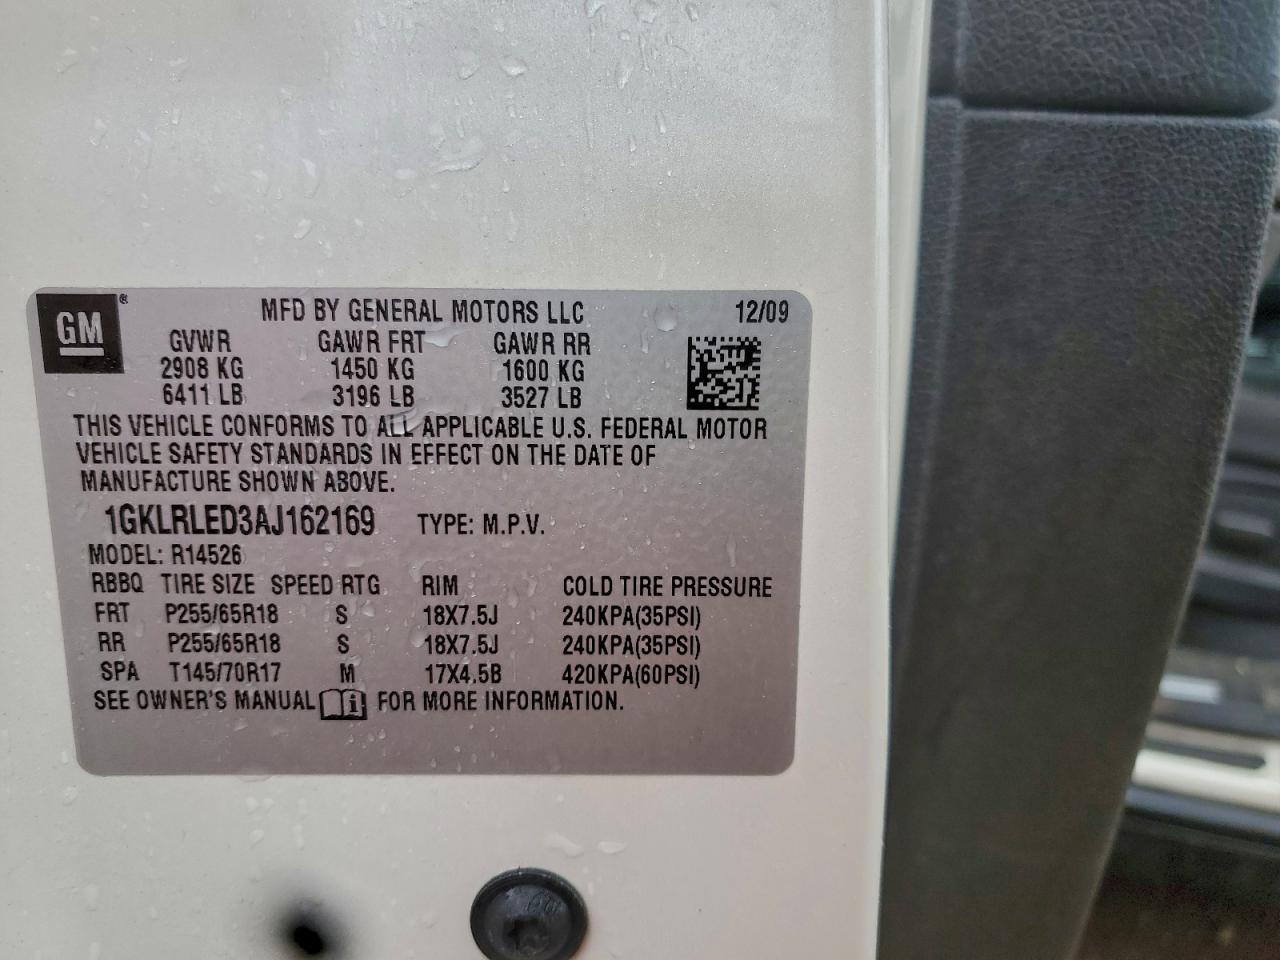 GM ® MFD BY GENERAL MOTORS LLC 12/09
GVWR GAWR FRT GAWR RR
2908 KG 1450 KG 1600 KG
6411 LB 3196 LB 3527 LB
THIS VEHICLE CONFORMS TO ALL APPLICABLE U.S. FEDERAL MOTOR
VEHICLE SAFETY STANDARDS IN EFFECT ON THE DATE OF
MANUFACTURE SHOWN ABOVE.
1GKLRLED3AJ162169 TYPE: M.P.V.
MODEL: R14526
RBBQ TIRE SIZE SPEED RTG RIM COLD TIRE PRESSURE
FRT P255/65R18 S 18X7.5J 240KPA(35PSI)
RR P255/65R18 S 18X7.5J 240KPA(35PSI)
SPA T145/70R17 M 17X4.5B 420KPA(60PSI)
SEE OWNER'S MANUAL i FOR MORE INFORMATION.